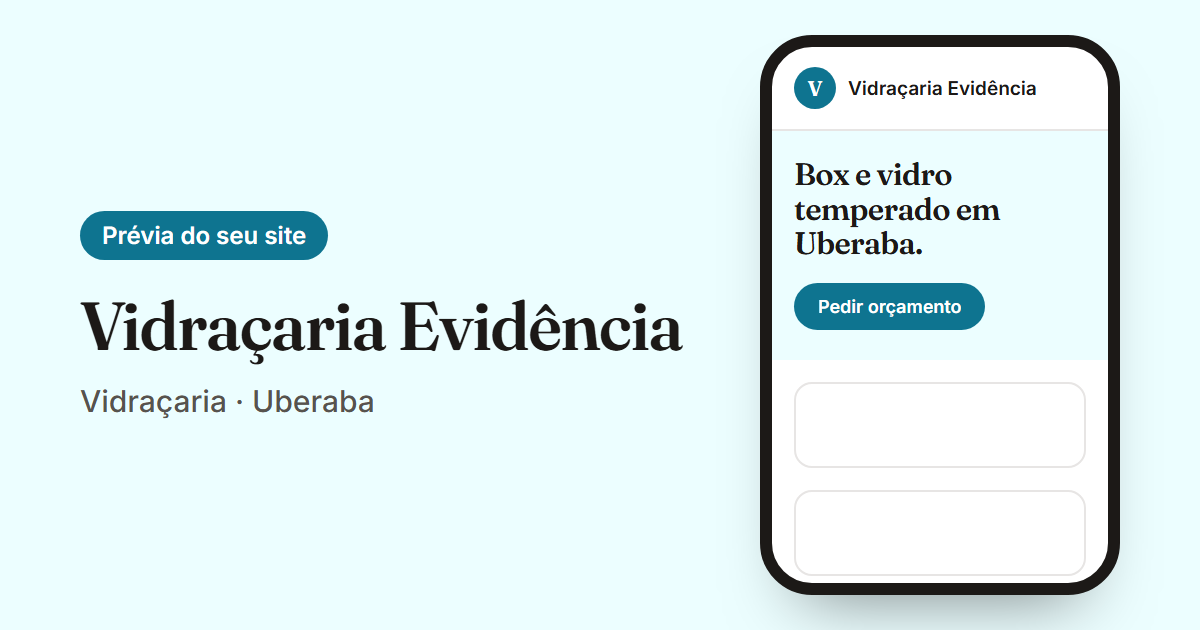 Prévia do seu site
Vidraçaria Evidência
Vidraçaria · Uberaba
V
Vidraçaria Evidência
Box e vidro
temperado em
Uberaba.
Pedir orçamento